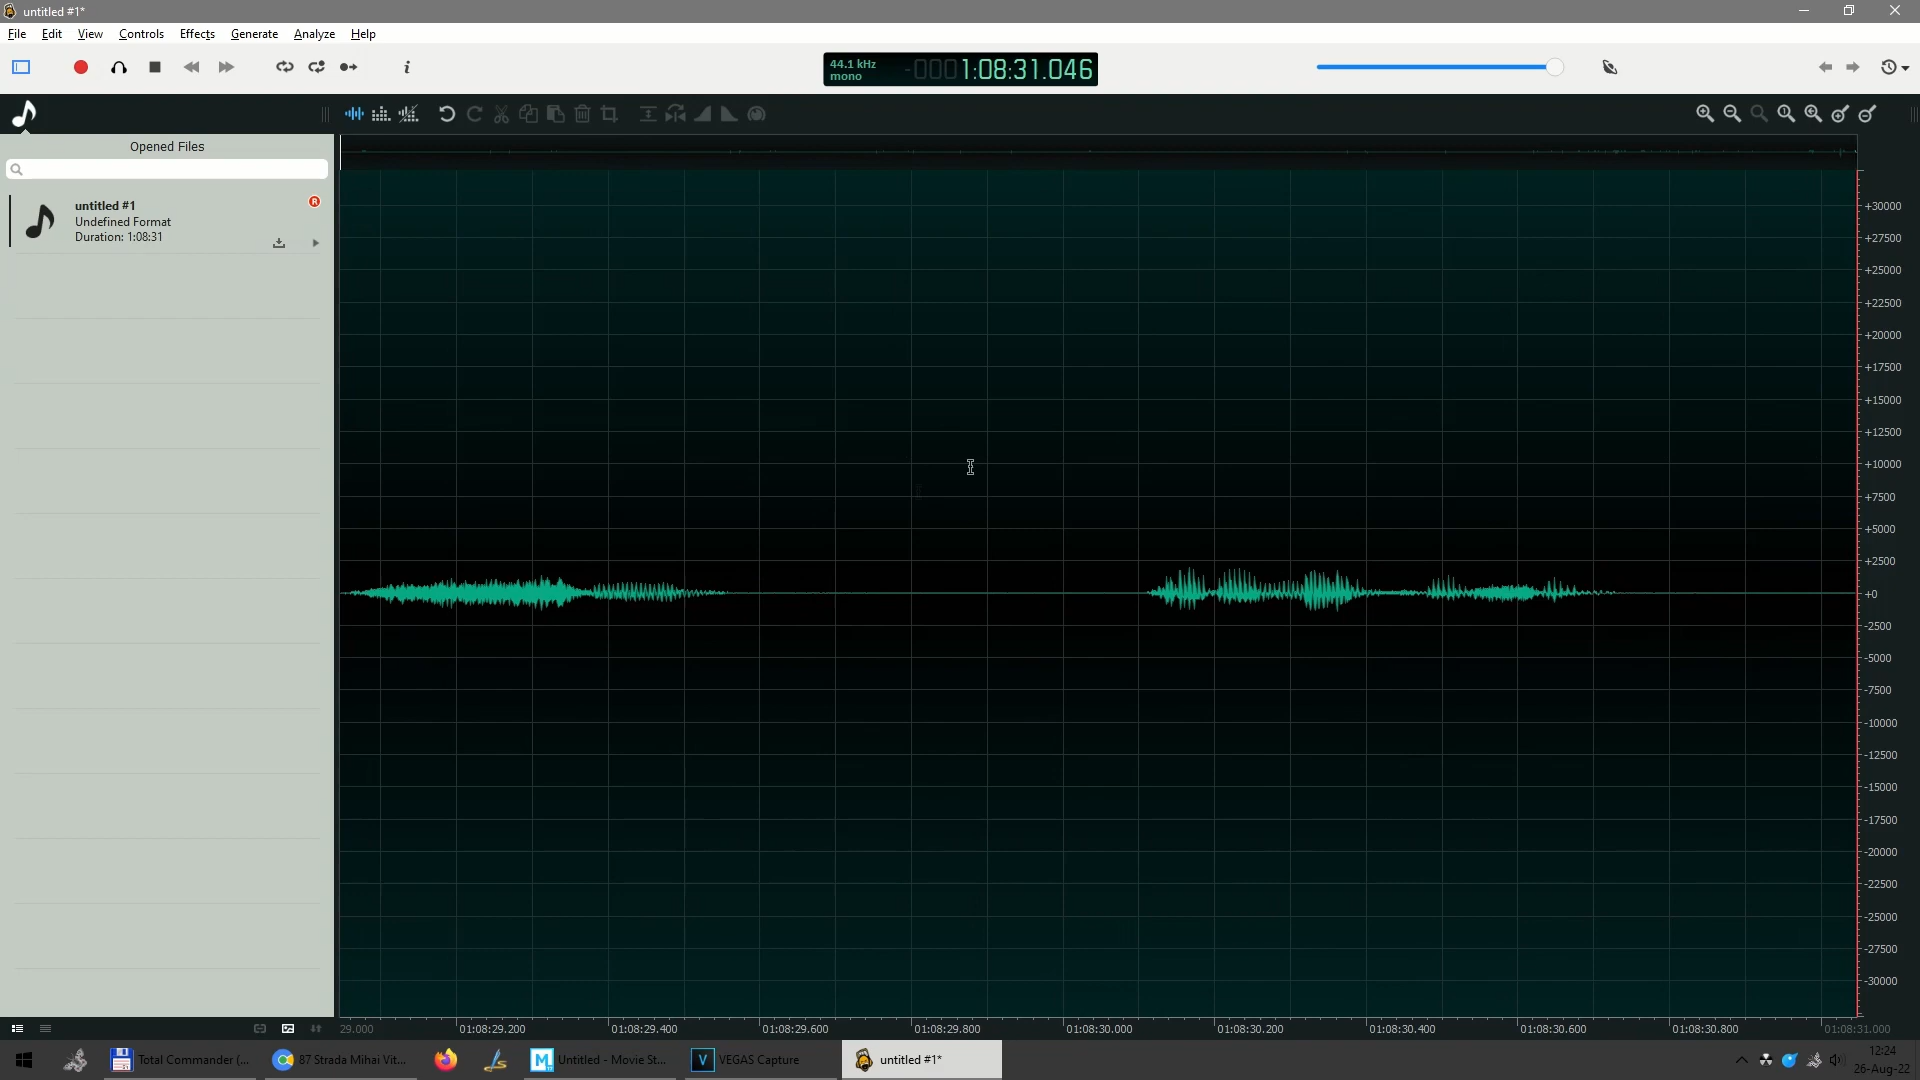 untitled #1*
File Edit View Controls Effects Generate Analyze Help
44.1 kHz
mono
-0001:08:31.046
Opened Files
untitled #1
R
Undefined Format
Duration: 1:08:31
+30000
+27500
+25000
+22500
+20000
+17500
+15000
+12500
+10000
+7500
+5000
+2500
+0
-2500
-5000
-7500
-10000
-12500
-15000
-17500
-20000
-22500
-25000
-27500
-30000
29.000 01:08:29.200 01:08:29.400 01:08:29.600 01:08:29.800 01:08:30.000 01:08:30.200 01:08:30.400 01:08:30.600 01:08:30.800 01:08:31.000
Total Commander (... 87 Strada Mihai Vit... Untitled - Movie St... VEGAS Capture untitled #1*
12:24
26-Aug-22